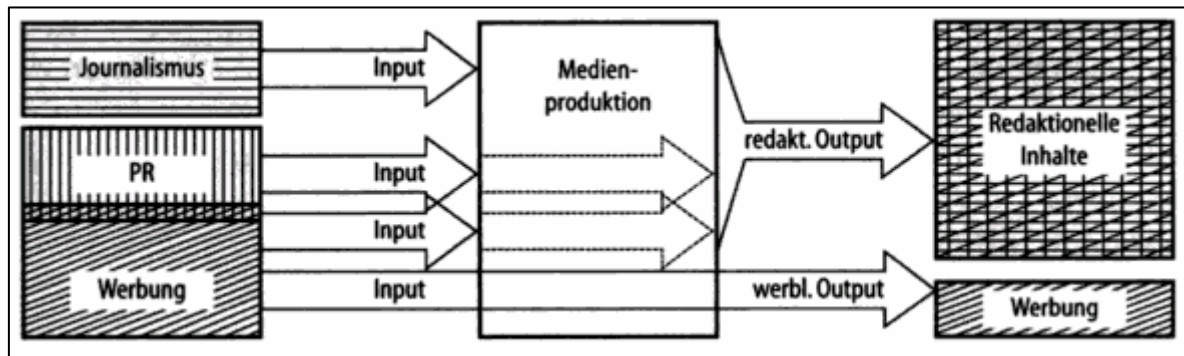 Journalismus
Input
Medien-
produktion
PR
Input
redakt. Output
Redaktionelle
Inhalte
Input
Werbung
Input
werbl. Output
Werbung